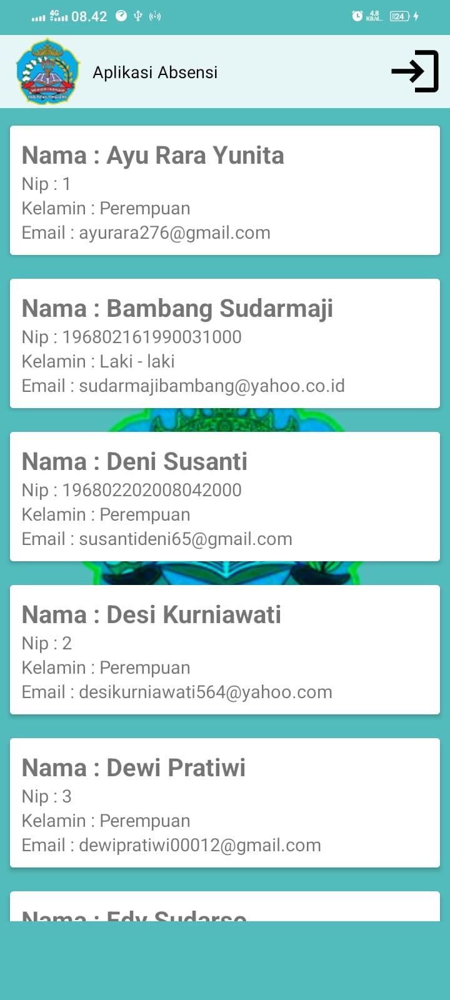 4G 08.42 4,8 KB/d... 24
Aplikasi Absensi
Nama : Ayu Rara Yunita
Nip : 1
Kelamin : Perempuan
Email : ayurara276@gmail.com
Nama : Bambang Sudarmaji
Nip : 196802161990031000
Kelamin : Laki - laki
Email : sudarmajibambang@yahoo.co.id
Nama : Deni Susanti
Nip : 196802202008042000
Kelamin : Perempuan
Email : susantideni65@gmail.com
Nama : Desi Kurniawati
Nip : 2
Kelamin : Perempuan
Email : desikurniawati564@yahoo.com
Nama : Dewi Pratiwi
Nip : 3
Kelamin : Perempuan
Email : dewipratiwi00012@gmail.com
Nama : Edy Sudarso